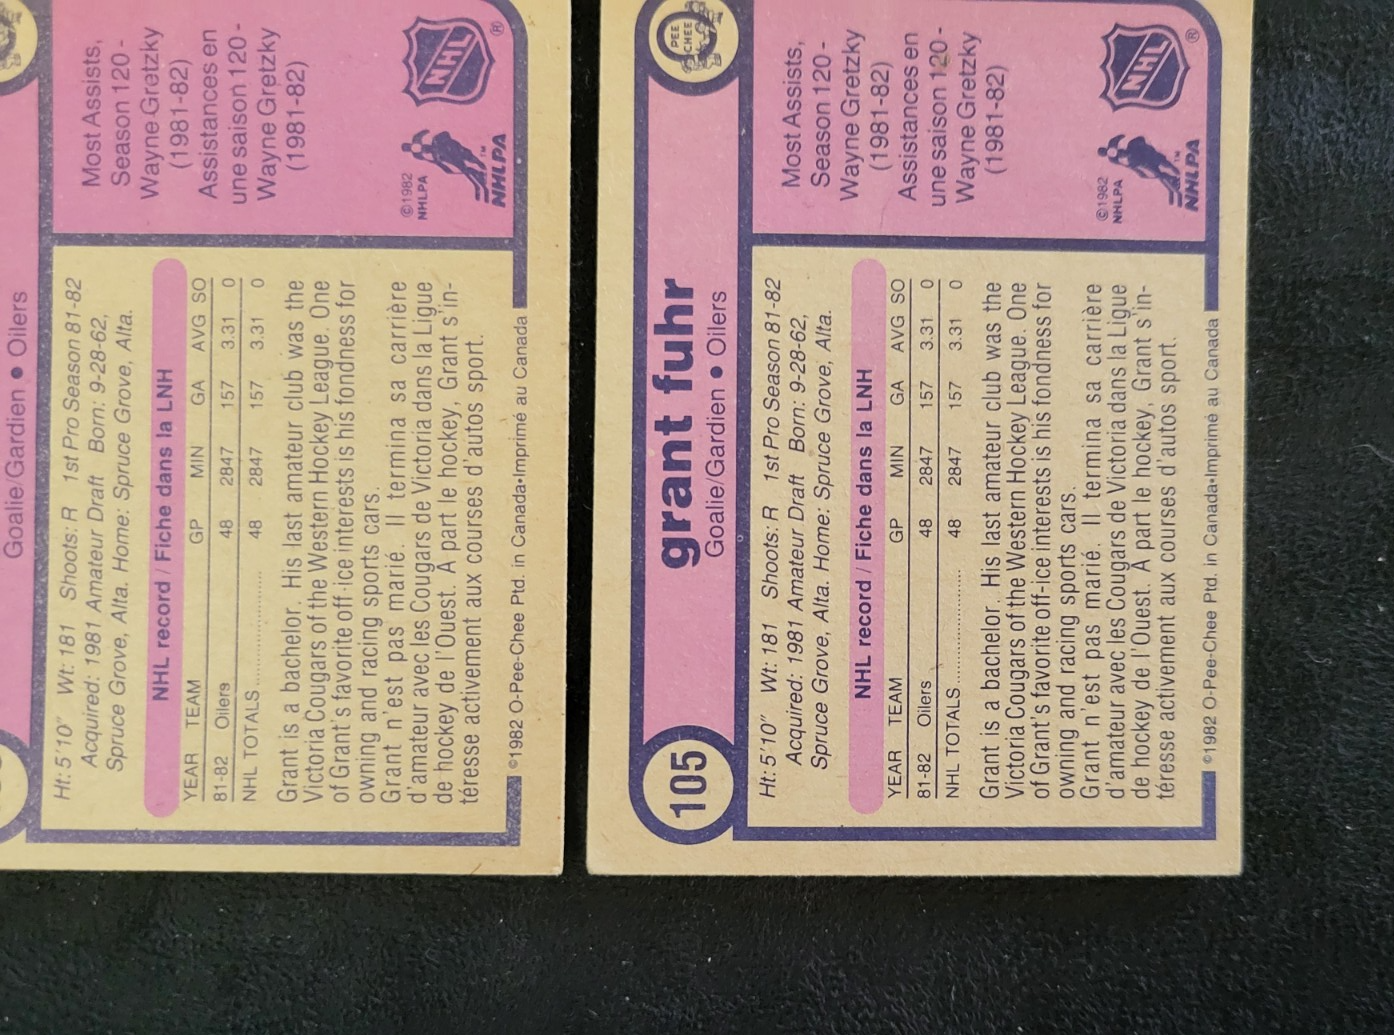 Goalie/Gardien • Oilers
Ht: 5'10" Wt: 181 Shoots: R 1st Pro Season 81-82
Acquired: 1981 Amateur Draft Born: 9-28-62,
Spruce Grove, Alta. Home: Spruce Grove, Alta.
NHL record / Fiche dans la LNH
YEAR TEAM GP MIN GA AVG SO
81-82 Oilers 48 2847 157 3.31 0
NHL TOTALS 48 2847 157 3.31 0
Grant is a bachelor. His last amateur club was the
Victoria Cougars of the Western Hockey League. One
of Grant's favorite off-ice interests is his fondness for
owning and racing sports cars.
Grant n'est pas marié. Il termina sa carrière
d'amateur avec les Cougars de Victoria dans la Ligue
de hockey de l'Ouest. À part le hockey, Grant s'in-
téresse activement aux courses d'autos sport.
©1982 O-Pee-Chee Ptd. in Canada•Imprimé au Canada
Most Assists,
Season 120 -
Wayne Gretzky
(1981-82)
Assistances en
une saison 120 -
Wayne Gretzky
(1981-82)
©1982
NHLPA
NHLPA™
NHL®
105
grant fuhr
Goalie/Gardien • Oilers
PEE
CHEE
Ht: 5'10" Wt: 181 Shoots: R 1st Pro Season 81-82
Acquired: 1981 Amateur Draft Born: 9-28-62,
Spruce Grove, Alta. Home: Spruce Grove, Alta.
NHL record / Fiche dans la LNH
YEAR TEAM GP MIN GA AVG SO
81-82 Oilers 48 2847 157 3.31 0
NHL TOTALS 48 2847 157 3.31 0
Grant is a bachelor. His last amateur club was the
Victoria Cougars of the Western Hockey League. One
of Grant's favorite off-ice interests is his fondness for
owning and racing sports cars.
Grant n'est pas marié. Il termina sa carrière
d'amateur avec les Cougars de Victoria dans la Ligue
de hockey de l'Ouest. À part le hockey, Grant s'in-
téresse activement aux courses d'autos sport.
©1982 O-Pee-Chee Ptd. in Canada•Imprimé au Canada
Most Assists,
Season 120 -
Wayne Gretzky
(1981-82)
Assistances en
une saison 120 -
Wayne Gretzky
(1981-82)
©1982
NHLPA
NHLPA™
NHL®